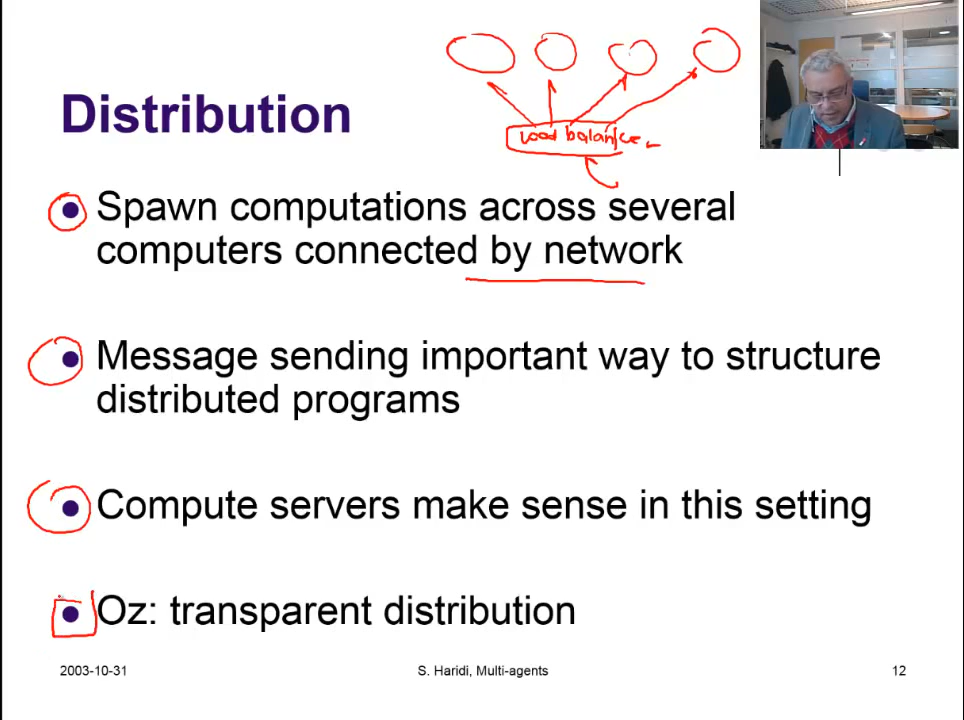 Distribution
load balance
• Spawn computations across several
computers connected by network
• Message sending important way to structure
distributed programs
• Compute servers make sense in this setting
• Oz: transparent distribution
2003-10-31 S. Haridi, Multi-agents 12